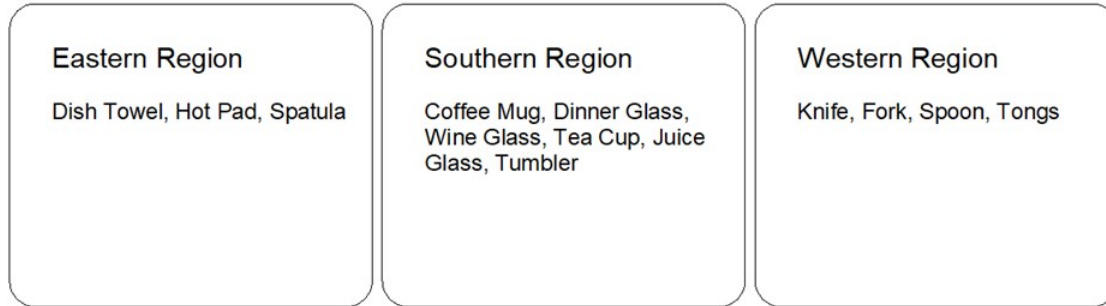 Eastern Region
Dish Towel, Hot Pad, Spatula
Southern Region
Coffee Mug, Dinner Glass,
Wine Glass, Tea Cup, Juice
Glass, Tumbler
Western Region
Knife, Fork, Spoon, Tongs